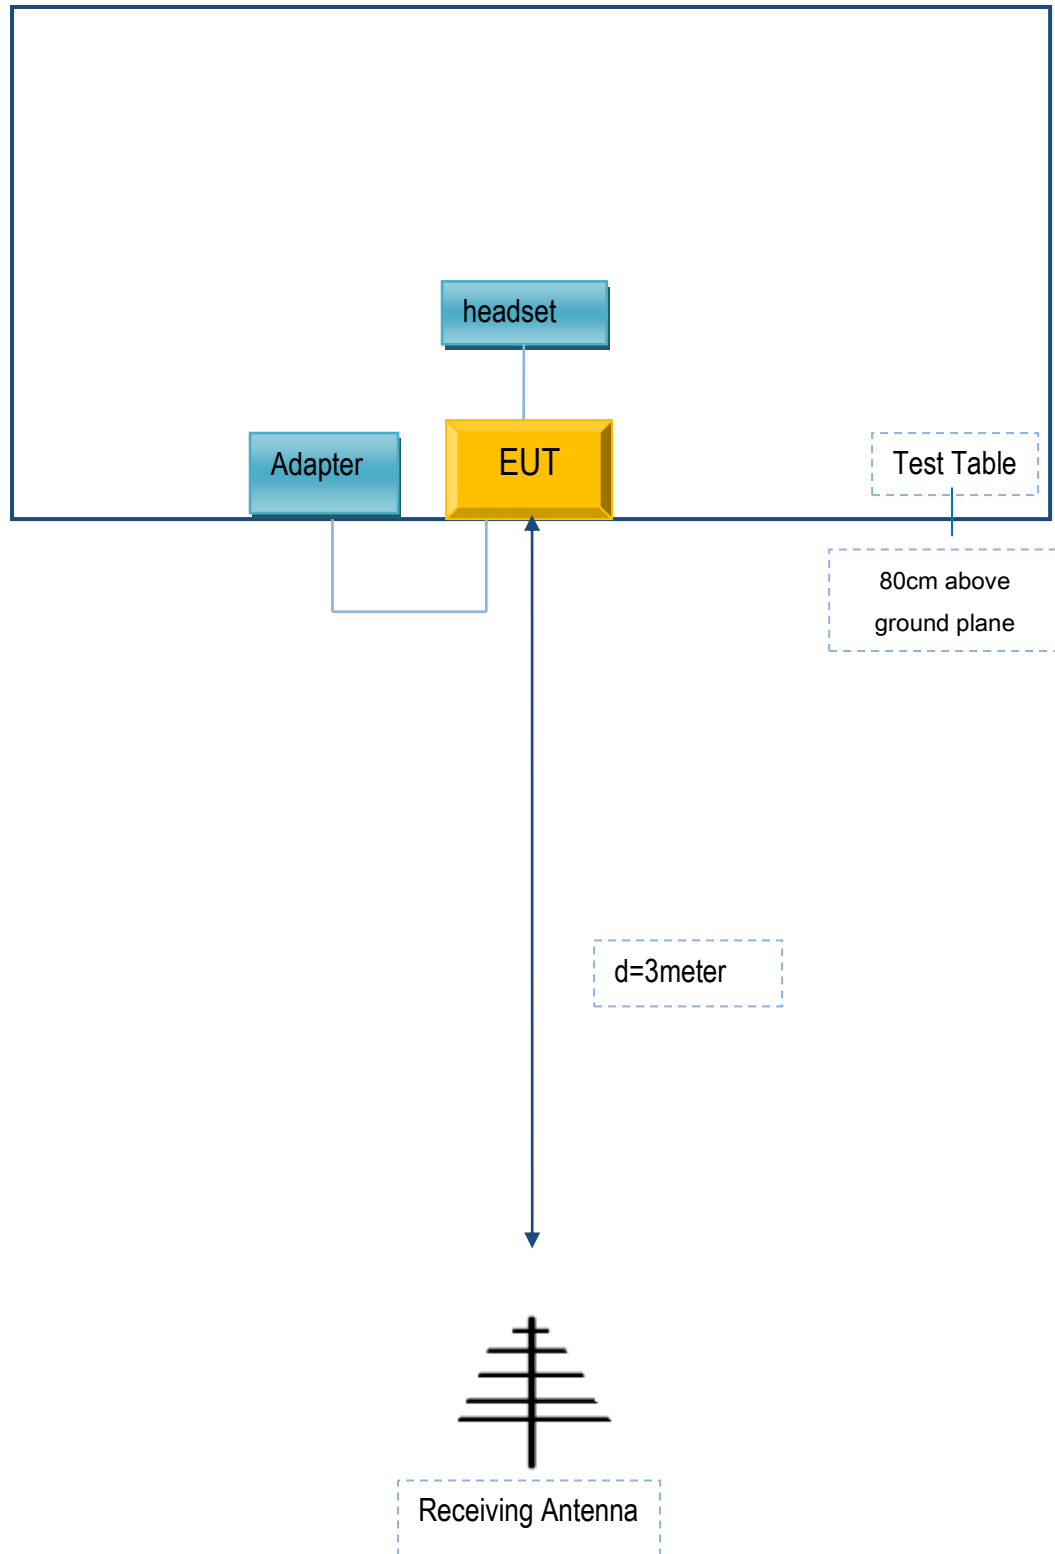 headset
Adapter
EUT
Test Table
80cm above
ground plane
d=3meter
Receiving Antenna